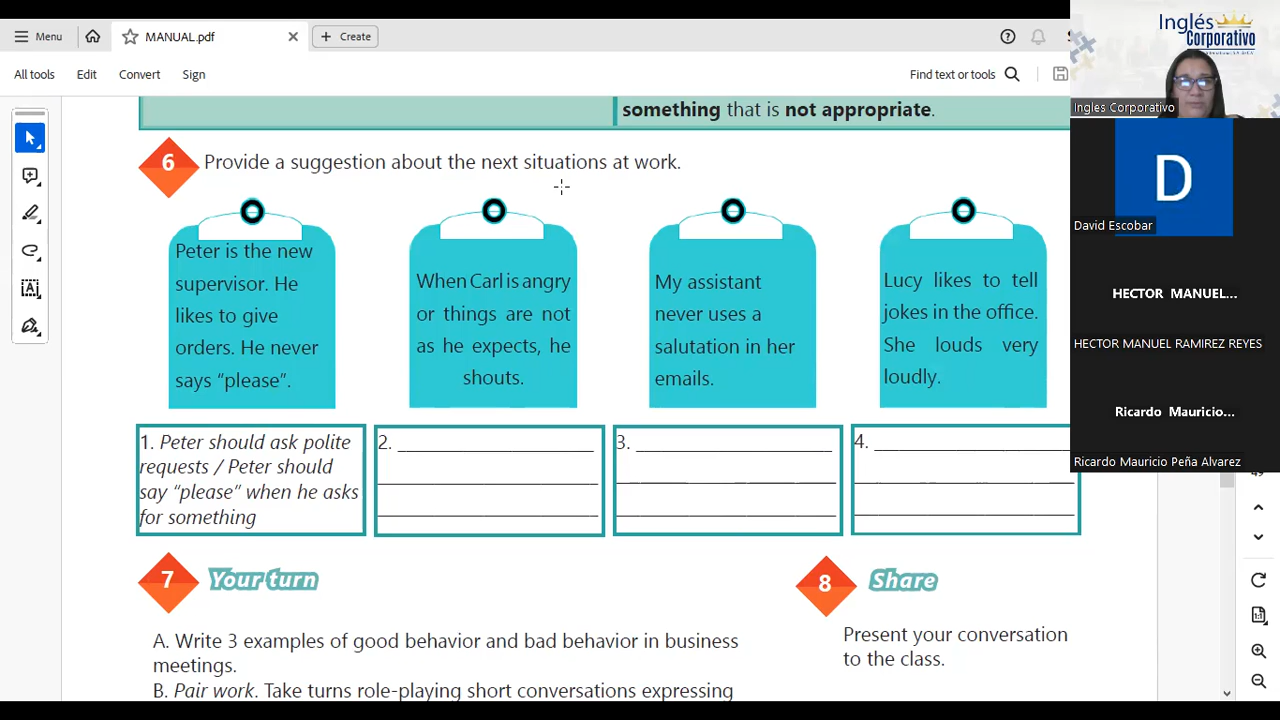 Menu
MANUAL.pdf
Create
All tools
Edit
Convert
Sign
Find text or tools
something that is not appropriate.
6
Provide a suggestion about the next situations at work.
Peter is the new
supervisor. He
likes to give
orders. He never
says “please”.
When Carl is angry
or things are not
as he expects, he
shouts.
My assistant
never uses a
salutation in her
emails.
Lucy likes to tell
jokes in the office.
She louds very
loudly.
1. Peter should ask polite
requests / Peter should
say “please” when he asks
for something
2.
3.
4.
7
Your turn
8
Share
A. Write 3 examples of good behavior and bad behavior in business
meetings.
B. Pair work. Take turns role-playing short conversations expressing
Present your conversation
to the class.
Inglés
Corporativo
Ingles Corporativo
D
David Escobar
HECTOR MANUEL...
HECTOR MANUEL RAMIREZ REYES
Ricardo Mauricio...
Ricardo Mauricio Peña Alvarez